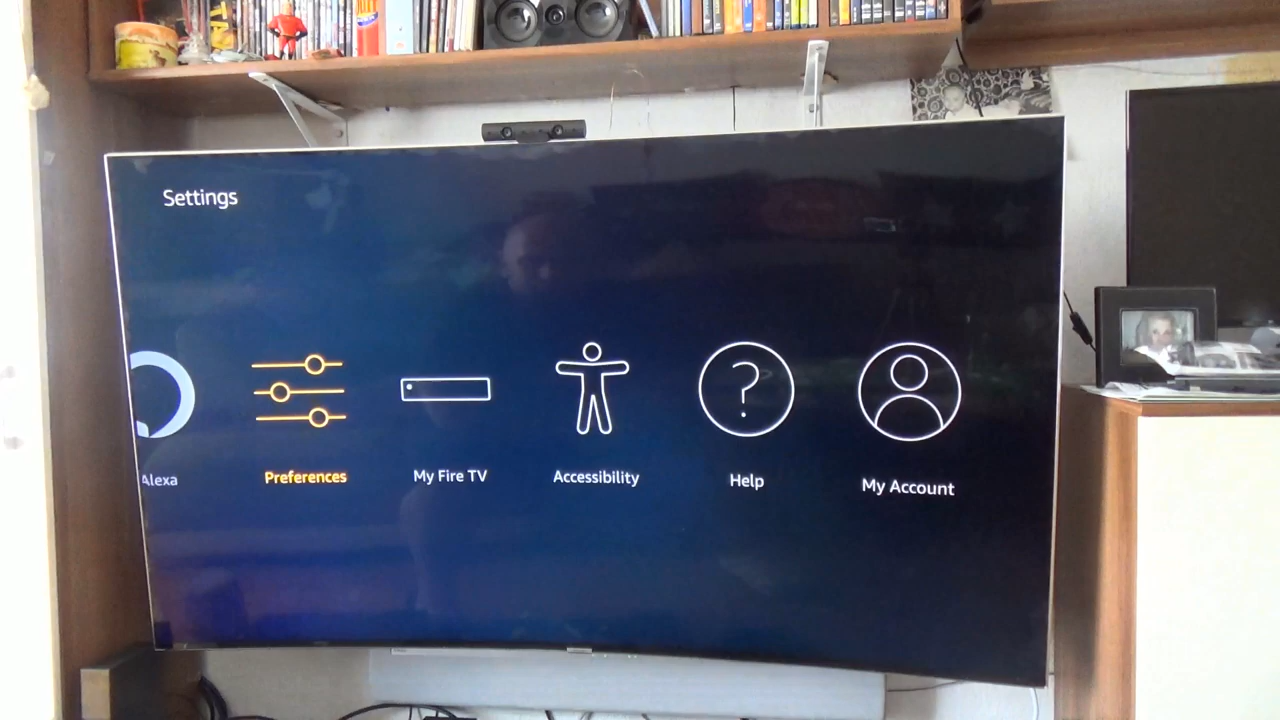 Settings
Alexa
Preferences
My Fire TV
Accessibility
Help
My Account